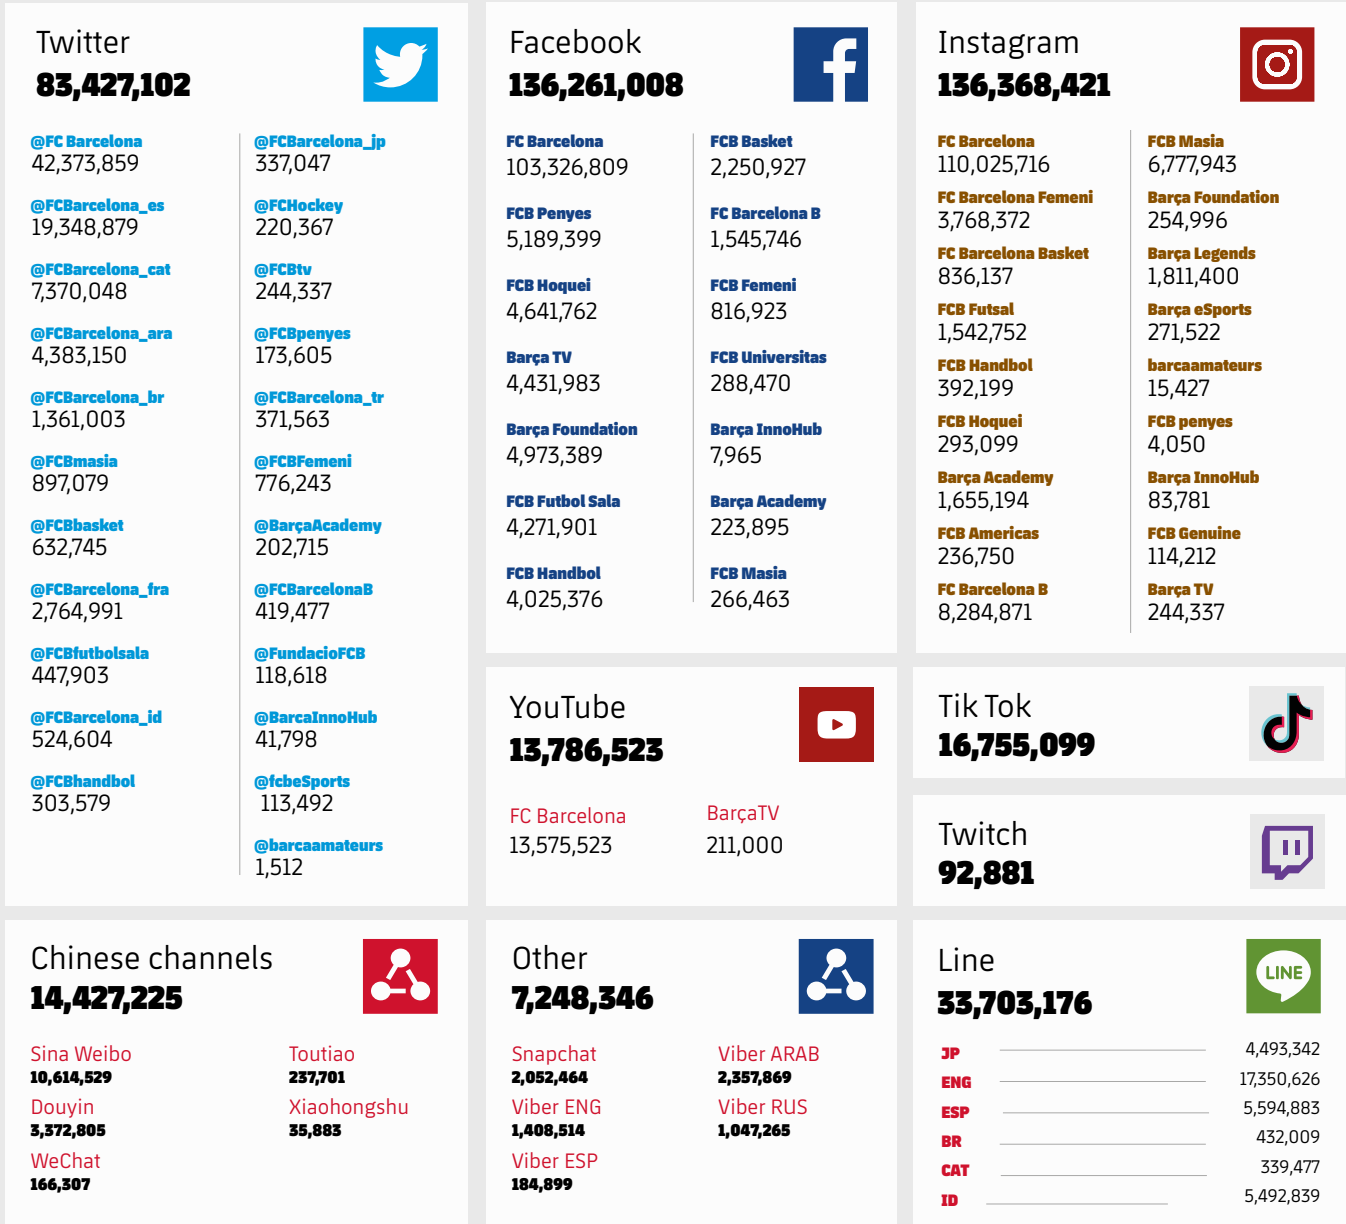 Twitter
83,427,102
@FC Barcelona
42,373,859
@FCBarcelona_es
19,348,879
@FCBarcelona_cat
7,370,048
@FCBarcelona_ara
4,383,150
@FCBarcelona_br
1,361,003
@FCBmasia
897,079
@FCBbasket
632,745
@FCBarcelona_fra
2,764,991
@FCBfutbolsala
447,903
@FCBarcelona_id
524,604
@FCBhandbol
303,579
@FCBarcelona_jp
337,047
@FCHockey
220,367
@FCBtv
244,337
@FCBpenyes
173,605
@FCBarcelona_tr
371,563
@FCBFemeni
776,243
@BarçaAcademy
202,715
@FCBarcelonaB
419,477
@FundacioFCB
118,618
@BarcaInnoHub
41,798
@fcbeSports
113,492
@barcaamateurs
1,512
Facebook
136,261,008
FC Barcelona
103,326,809
FCB Penyes
5,189,399
FCB Hoquei
4,641,762
Barça TV
4,431,983
Barça Foundation
4,973,389
FCB Futbol Sala
4,271,901
FCB Handbol
4,025,376
FCB Basket
2,250,927
FC Barcelona B
1,545,746
FCB Femeni
816,923
FCB Universitas
288,470
Barça InnoHub
7,965
Barça Academy
223,895
FCB Masia
266,463
Instagram
136,368,421
FC Barcelona
110,025,716
FC Barcelona Femeni
3,768,372
FC Barcelona Basket
836,137
FCB Futsal
1,542,752
FCB Handbol
392,199
FCB Hoquei
293,099
Barça Academy
1,655,194
FCB Americas
236,750
FC Barcelona B
8,284,871
FCB Masia
6,777,943
Barça Foundation
254,996
Barça Legends
1,811,400
Barça eSports
271,522
barcaamateurs
15,427
FCB penyes
4,050
Barça InnoHub
83,781
FCB Genuine
114,212
Barça TV
244,337
YouTube
13,786,523
FC Barcelona
13,575,523
BarçaTV
211,000
Tik Tok
16,755,099
Twitch
92,881
Chinese channels
14,427,225
Sina Weibo
10,614,529
Douyin
3,372,805
WeChat
166,307
Toutiao
237,701
Xiaohongshu
35,883
Other
7,248,346
Snapchat
2,052,464
Viber ENG
1,408,514
Viber ESP
184,899
Viber ARAB
2,357,869
Viber RUS
1,047,265
Line
33,703,176
LINE
JP 4,493,342
ENG 17,350,626
ESP 5,594,883
BR 432,009
CAT 339,477
ID 5,492,839